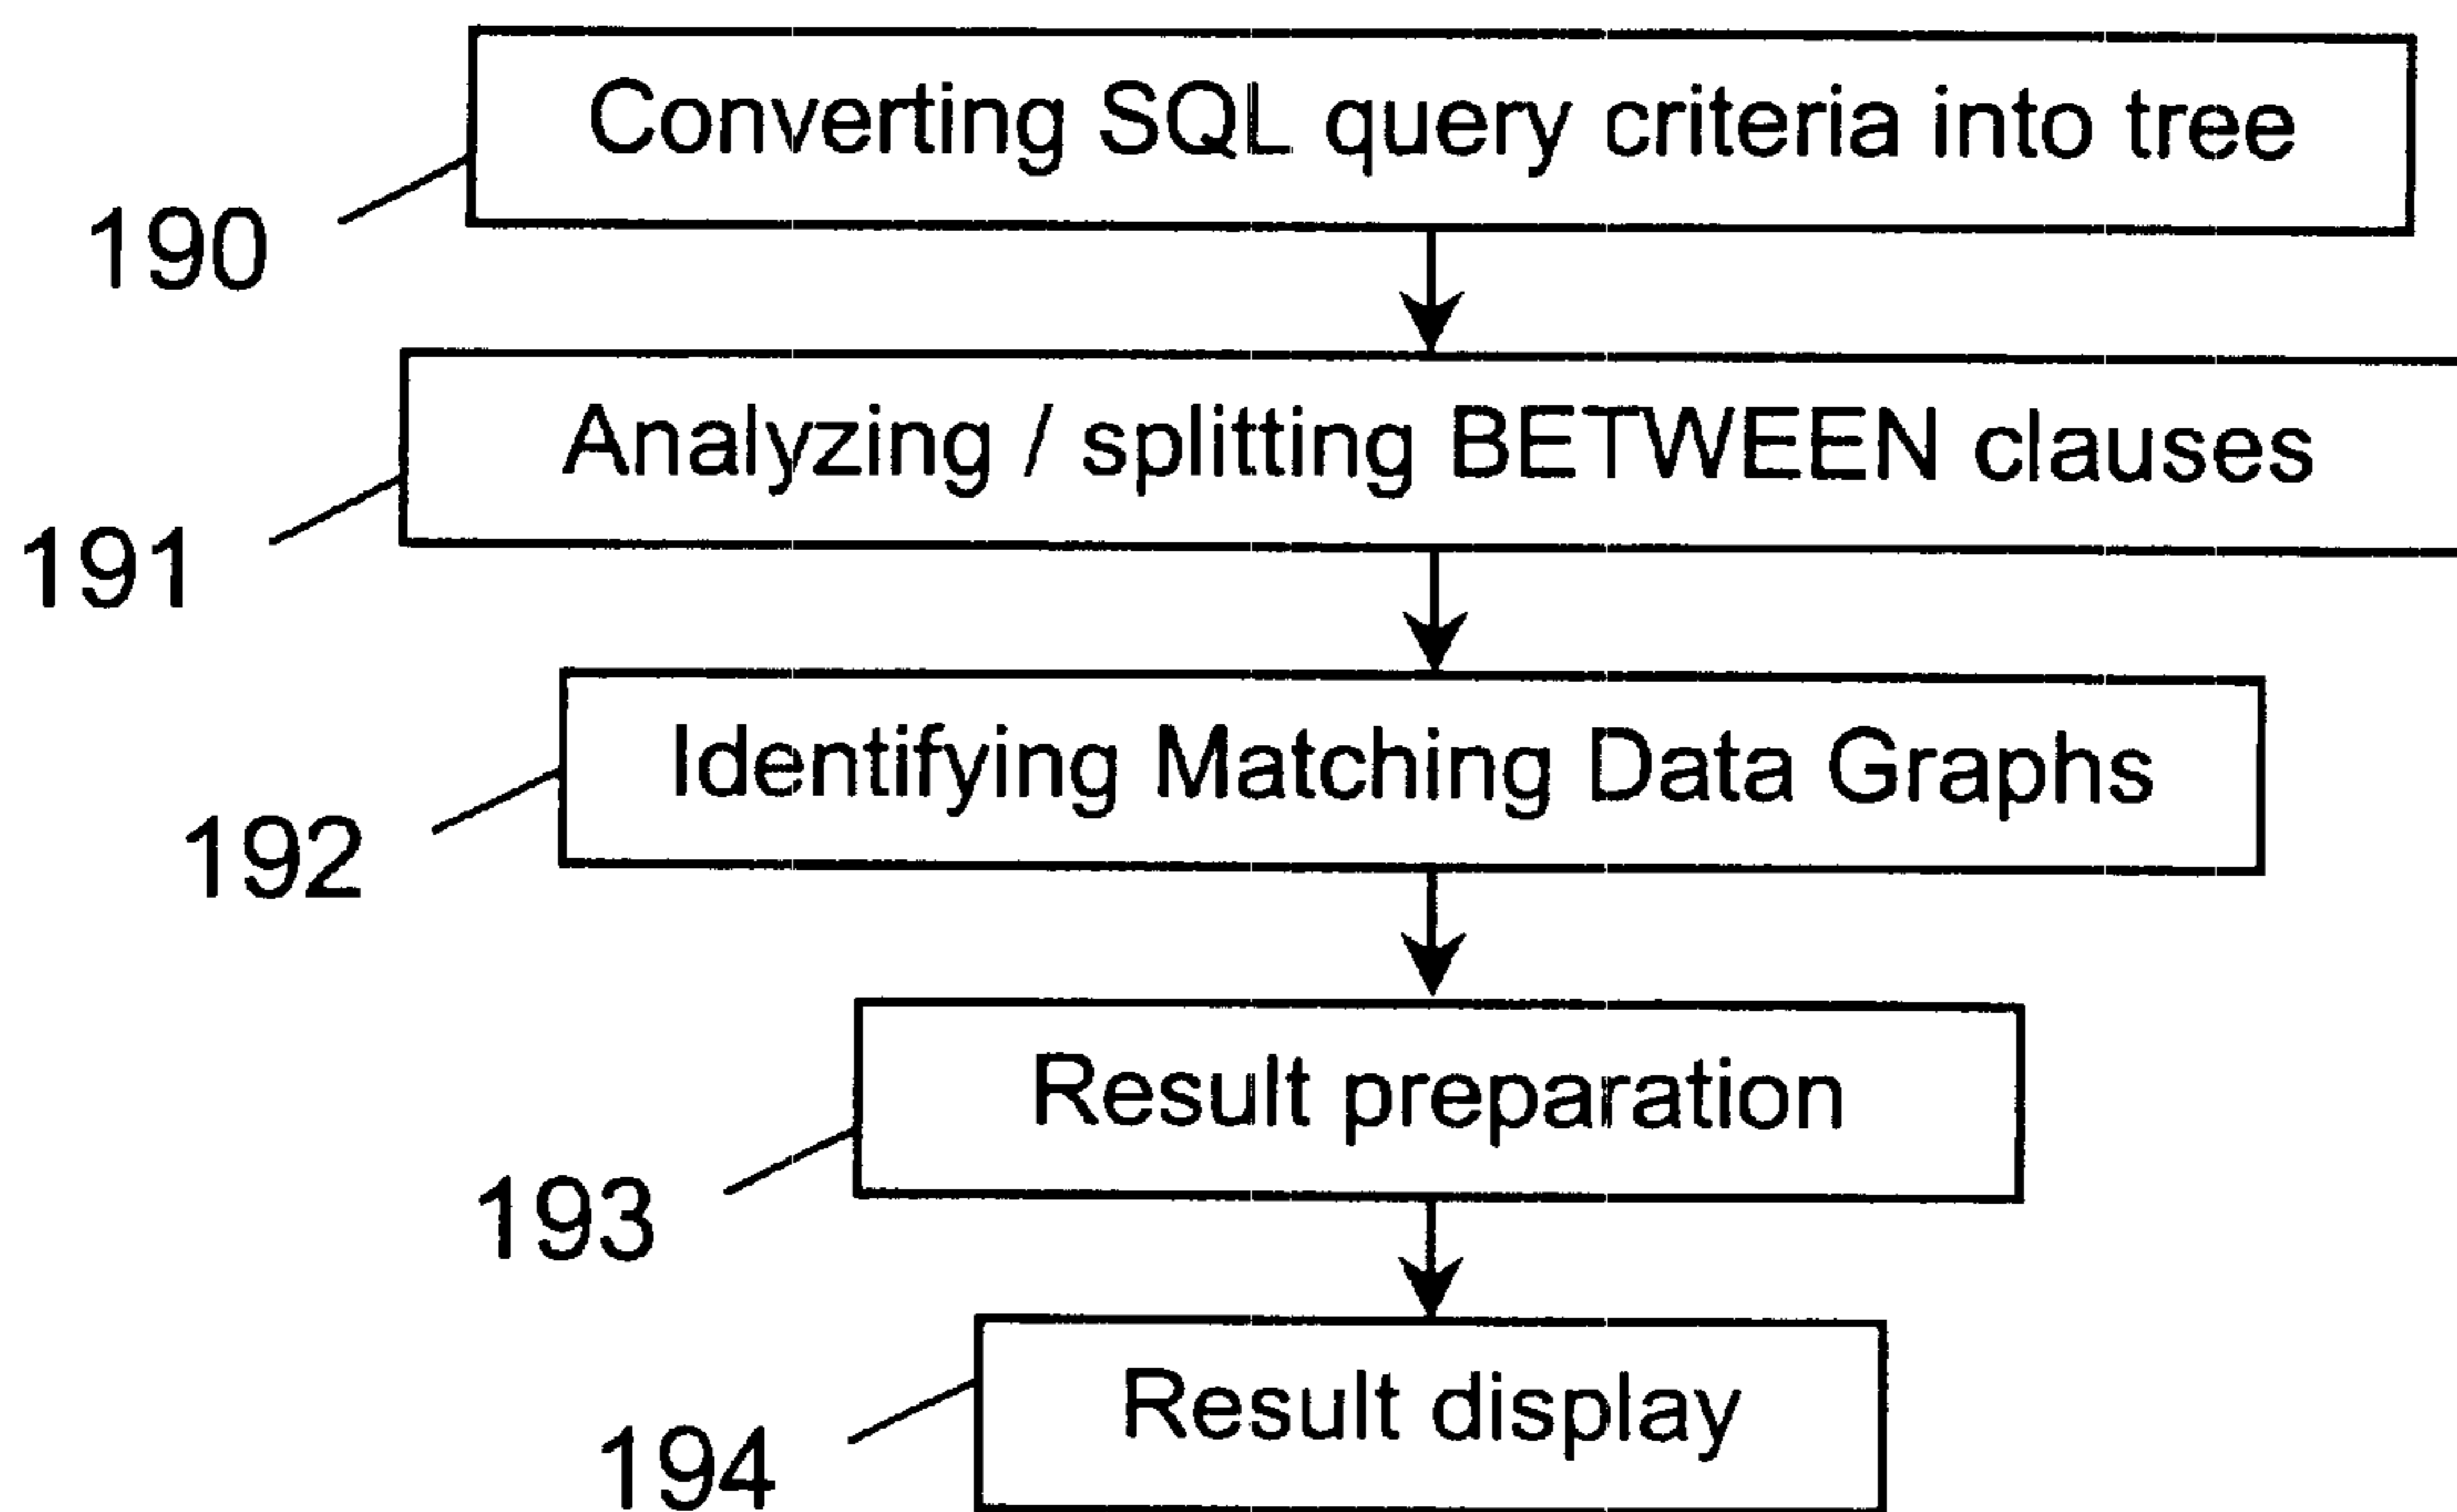 Converting SQL query criteria into tree
190
Analyzing / splitting BETWEEN clauses
191
Identifying Matching Data Graphs
192
Result preparation
193
Result display
194